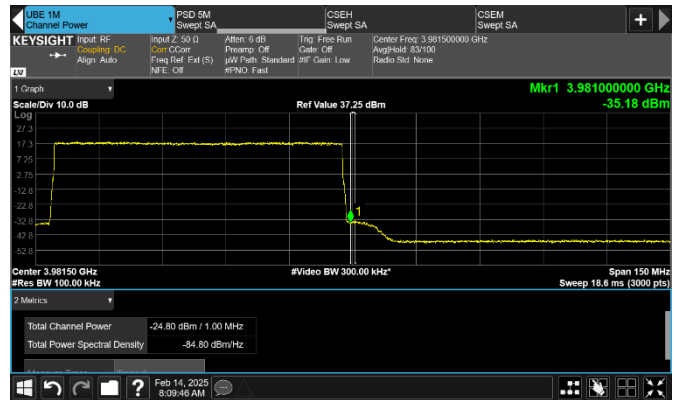 UBE 1M
Channel Power
PSD 5M
Swept SA
CSEH
Swept SA
CSEM
Swept SA
KEYSIGHT
Input: RF
Coupling: DC
Align: Auto
Input Z: 50 Ω
Corr CCorr
Freq Ref: Ext (S)
NFE: Off
Atten: 6 dB
Preamp: Off
µW Path: Standard
#PNO: Fast
Trig: Free Run
Gate: Off
#IF Gain: Low
Center Freq: 3.981500000 GHz
Avg|Hold: 83/100
Radio Std: None
LXI
1 Graph
Mkr1 3.981000000 GHz
Scale/Div 10.0 dB
Ref Value 37.25 dBm
-35.18 dBm
Log
27.3
17.3
7.25
-2.75
-12.8
-22.8
-32.8
-42.8
-52.8
1
Center 3.98150 GHz
#Video BW 300.00 kHz*
Span 150 MHz
#Res BW 100.00 kHz
Sweep 18.6 ms (3000 pts)
2 Metrics
Total Channel Power -24.80 dBm / 1.00 MHz
Total Power Spectral Density -84.80 dBm/Hz
Feb 14, 2025
8:09:46 AM